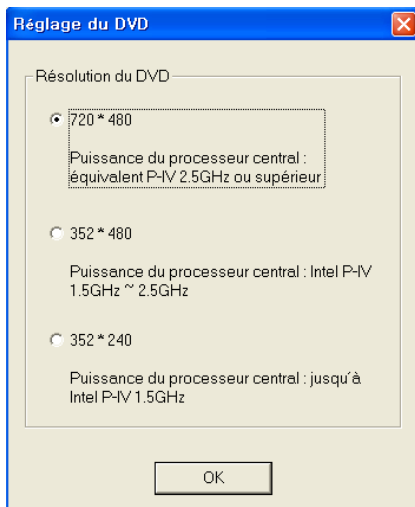 Réglage du DVD
Résolution du DVD
720 * 480
Puissance du processeur central :
équivalent P-IV 2.5GHz ou supérieur
352 * 480
Puissance du processeur central : Intel P-IV
1.5GHz ~ 2.5GHz
352 * 240
Puissance du processeur central : jusqu´à
Intel P-IV 1.5GHz
OK